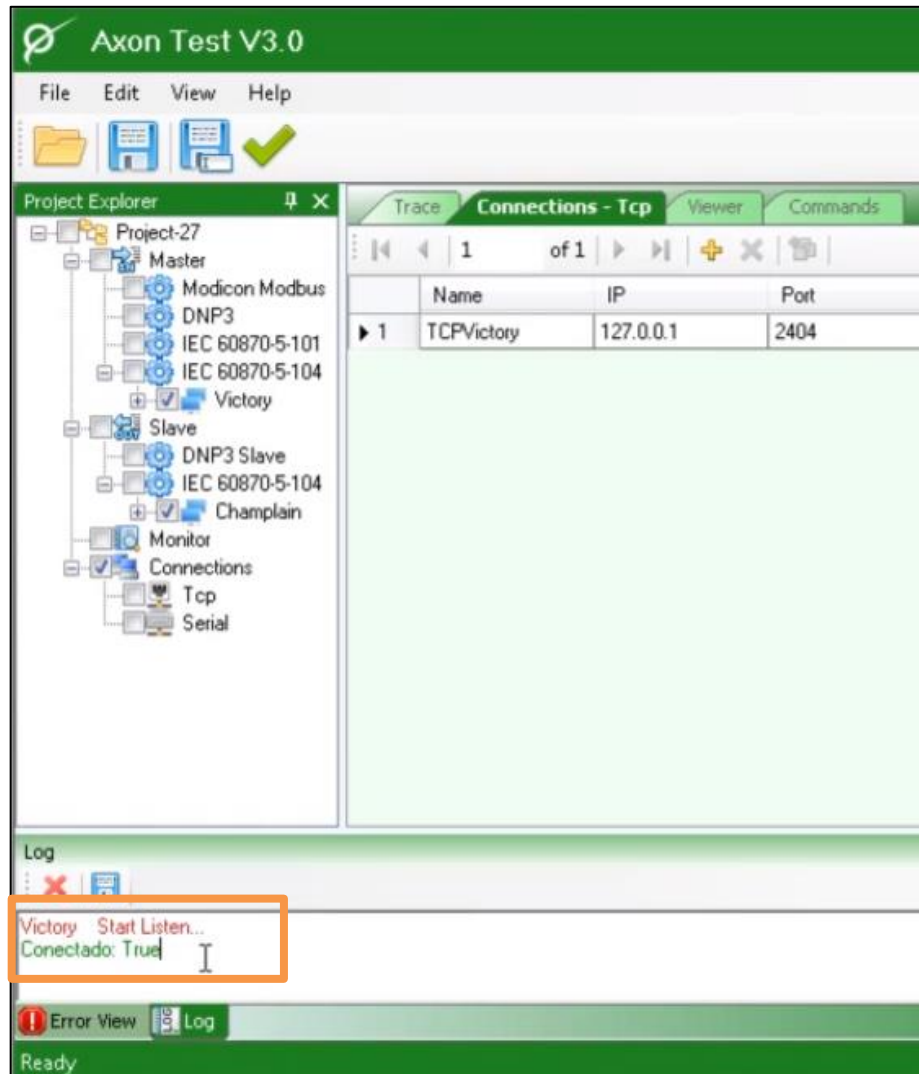 Axon Test V3.0
File Edit View Help
Project Explorer
Project-27
Master
Modicon Modbus
DNP3
IEC 60870-5-101
IEC 60870-5-104
Victory
Slave
DNP3 Slave
IEC 60870-5-104
Champlain
Monitor
Connections
Tcp
Serial
Trace Connections - Tcp Viewer Commands
1 of 1
Name IP Port
1 TCPVictory 127.0.0.1 2404
Log
Victory Start Listen...
Conectado: True
Error View LOG Log
Ready